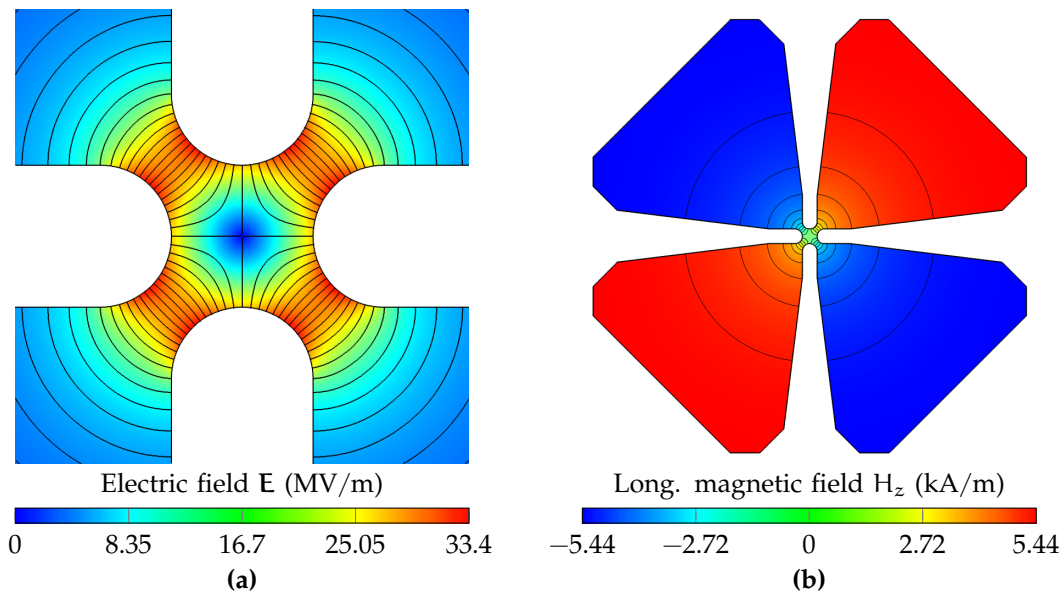 Electric field E (MV/m)
0 8.35 16.7 25.05 33.4
(a)
Long. magnetic field H_z (kA/m)
−5.44 −2.72 0 2.72 5.44
(b)